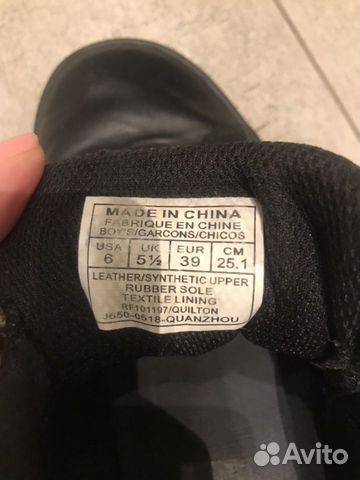 MADE IN CHINA
FABRIQUE EN CHINE
BOY'S/GARCONS/CHICOS
USA UK EUR CM
6 5½ 39 25.1
LEATHER/SYNTHETIC UPPER
RUBBER SOLE
TEXTILE LINING
RF101197/QUILTON
J650-0518-QUANZHOU
Avito